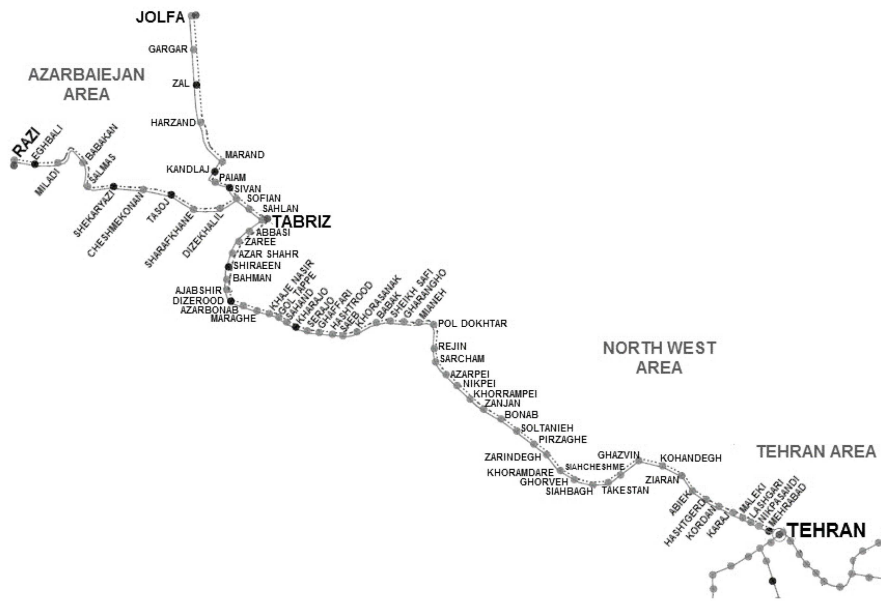 JOLFA
GARGAR
AZARBAIEJAN
AREA
ZAL
HARZAND
RAZI
EGHBALI
MILADI
BABAKAN
SALMAS
MARAND
KANDLAJ
PAIAM
SIVAN
SOFIAN
SAHLAN
SHEKARYAZI
CHESHMEKONAN
TASOJ
SHARAFKHANE
DIZEKHALIL
TABRIZ
ABBASI
ZAREE
AZAR SHAHR
SHIRAEEN
BAHMAN
AJABSHIR
DIZEROOD
AZARBONAB
MARAGHE
KHAJE NASIR
GOL TAPPE
SAHAND
KHARAJO
SERAJO
GHAFFARI
HASHTROOD
SAEB
KHORASANAK
BABAK
SHEIKH SAFI
GHARANGHO
MIANEH
POL DOKHTAR
REJIN
SARCHAM
NORTH WEST
AREA
AZARPEI
NIKPEI
KHORRAMPEI
ZANJAN
BONAB
SOLTANIEH
PIRZAGHE
ZARINDEGH
KHORAMDARE
GHORVEH
SIAHBAGH
SIAHCHESHME
TAKESTAN
GHAZVIN
KOHANDEGH
ZIARAN
TEHRAN AREA
ABIEK
HASHTGERD
KORDAN
KARAJ
MALEKI
LASHGARI
NIKPASANDI
MEHRABAD
TEHRAN